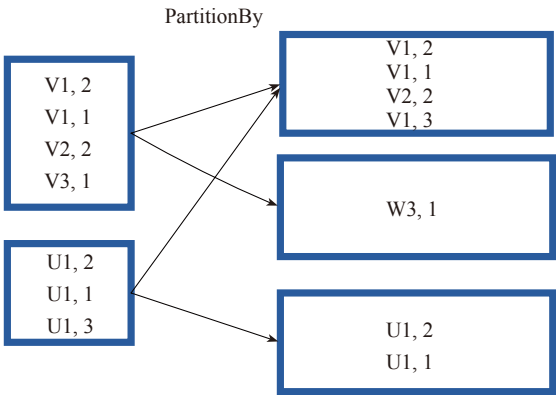 PartitionBy
V1, 2
V1, 1
V2, 2
V3, 1
U1, 2
U1, 1
U1, 3
V1, 2
V1, 1
V2, 2
V1, 3
W3, 1
U1, 2
U1, 1